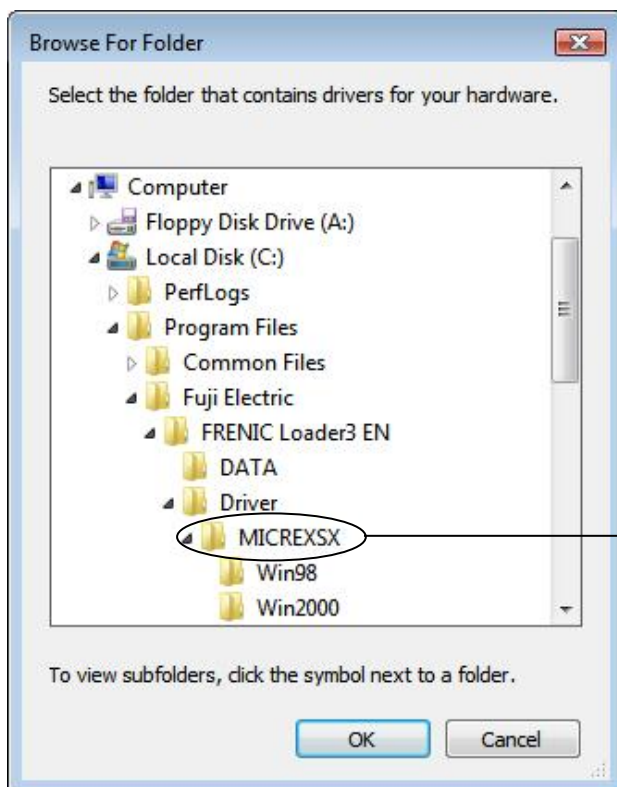 Browse For Folder
Select the folder that contains drivers for your hardware.
Computer
Floppy Disk Drive (A:)
Local Disk (C:)
PerfLogs
Program Files
Common Files
Fuji Electric
FRENIC Loader3 EN
DATA
Driver
MICREXSX
Win98
Win2000
To view subfolders, click the symbol next to a folder.
OK Cancel